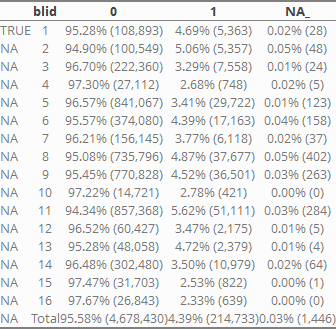 blid 0 1 NA_
TRUE 1 95.28% (108,893) 4.69% (5,363) 0.02% (28)
NA 2 94.90% (100,549) 5.06% (5,357) 0.05% (48)
NA 3 96.70% (222,360) 3.29% (7,558) 0.01% (24)
NA 4 97.30% (27,112) 2.68% (748) 0.02% (5)
NA 5 96.57% (841,067) 3.41% (29,722) 0.01% (123)
NA 6 95.57% (374,080) 4.39% (17,163) 0.04% (158)
NA 7 96.21% (156,145) 3.77% (6,118) 0.02% (37)
NA 8 95.08% (735,796) 4.87% (37,677) 0.05% (402)
NA 9 95.45% (770,828) 4.52% (36,501) 0.03% (263)
NA 10 97.22% (14,721) 2.78% (421) 0.00% (0)
NA 11 94.34% (857,368) 5.62% (51,111) 0.03% (284)
NA 12 96.52% (60,427) 3.47% (2,175) 0.01% (5)
NA 13 95.28% (48,058) 4.72% (2,379) 0.01% (4)
NA 14 96.48% (302,480) 3.50% (10,979) 0.02% (64)
NA 15 97.47% (31,703) 2.53% (822) 0.00% (1)
NA 16 97.67% (26,843) 2.33% (639) 0.00% (0)
NA Total95.58% (4,678,430)4.39% (214,733)0.03% (1,446)